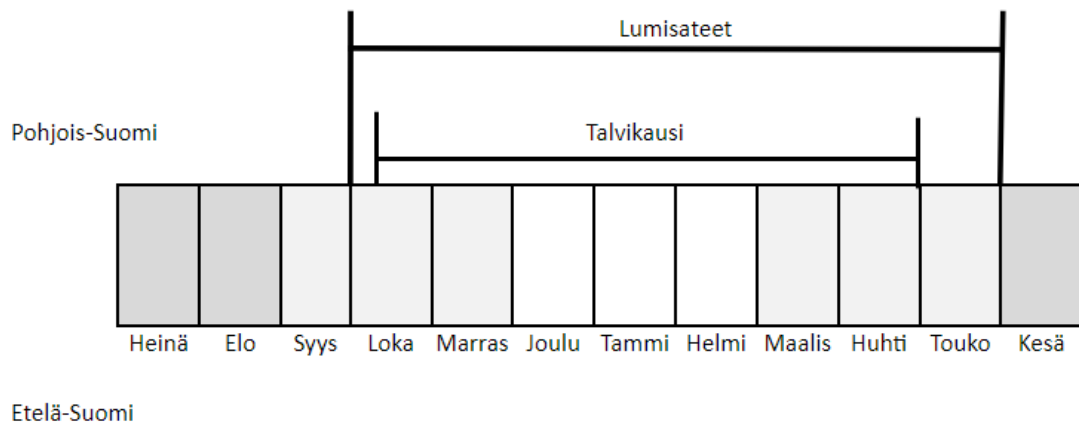 Lumisateet
Pohjois-Suomi
Talvikausi
Heinä Elo Syys Loka Marras Joulu Tammi Helmi Maalis Huhti Touko Kesä
Etelä-Suomi